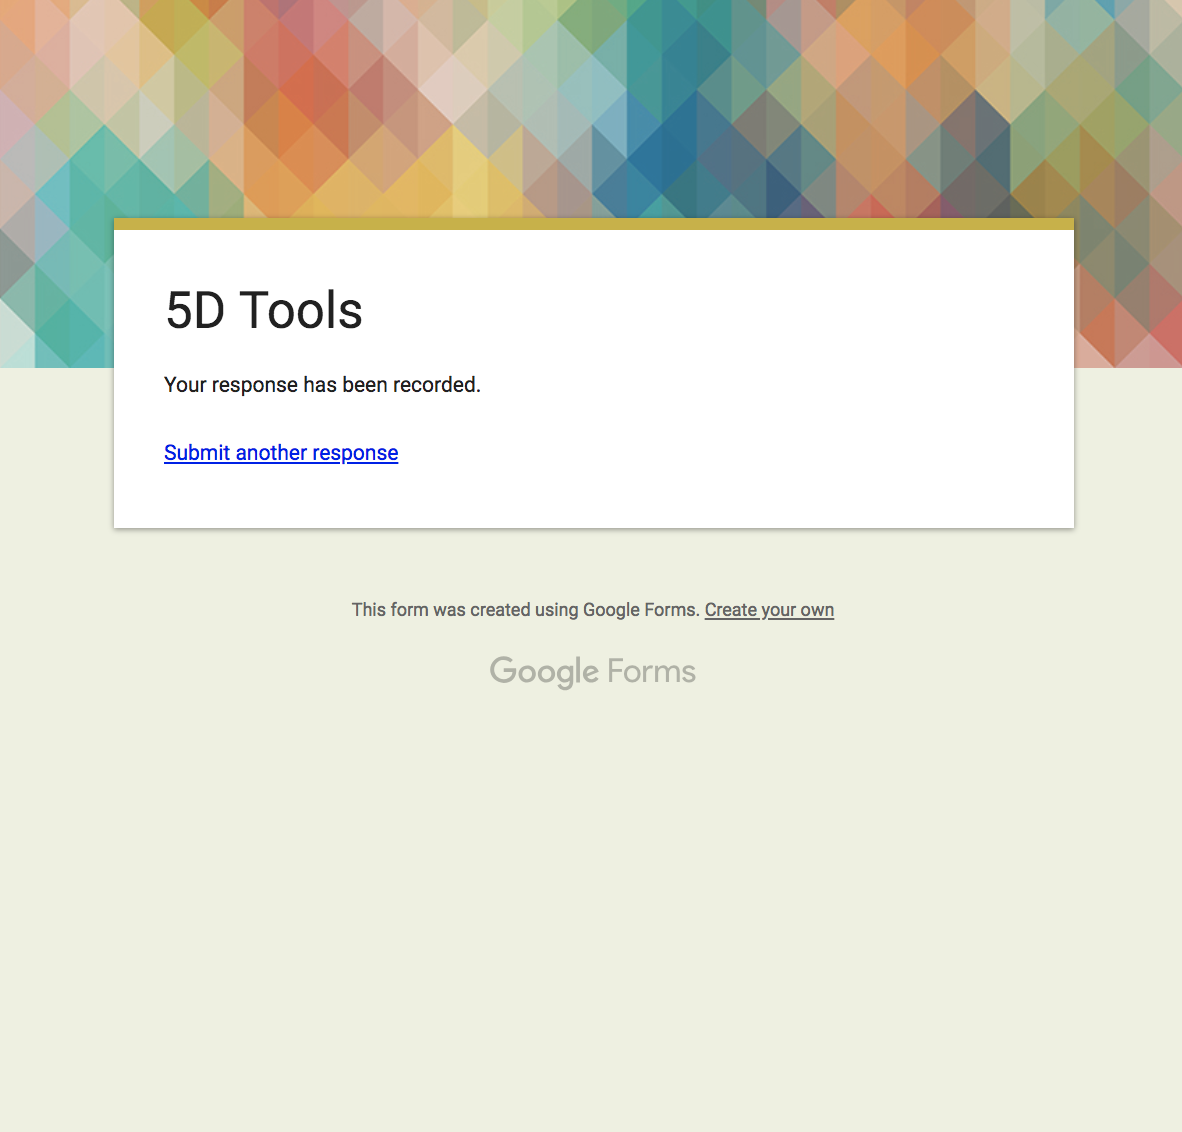 5D Tools
Your response has been recorded.
Submit another response
This form was created using Google Forms. Create your own
Google Forms